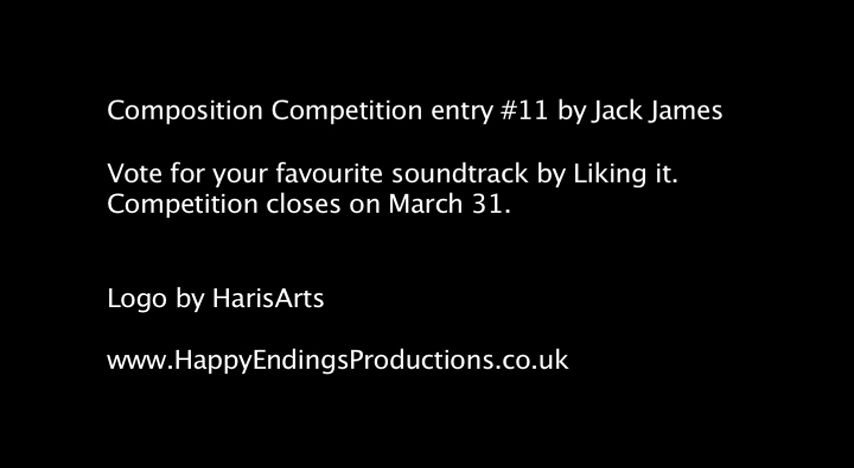 Composition Competition entry #11 by Jack James
Vote for your favourite soundtrack by Liking it.
Competition closes on March 31.
Logo by HarisArts
www.HappyEndingsProductions.co.uk